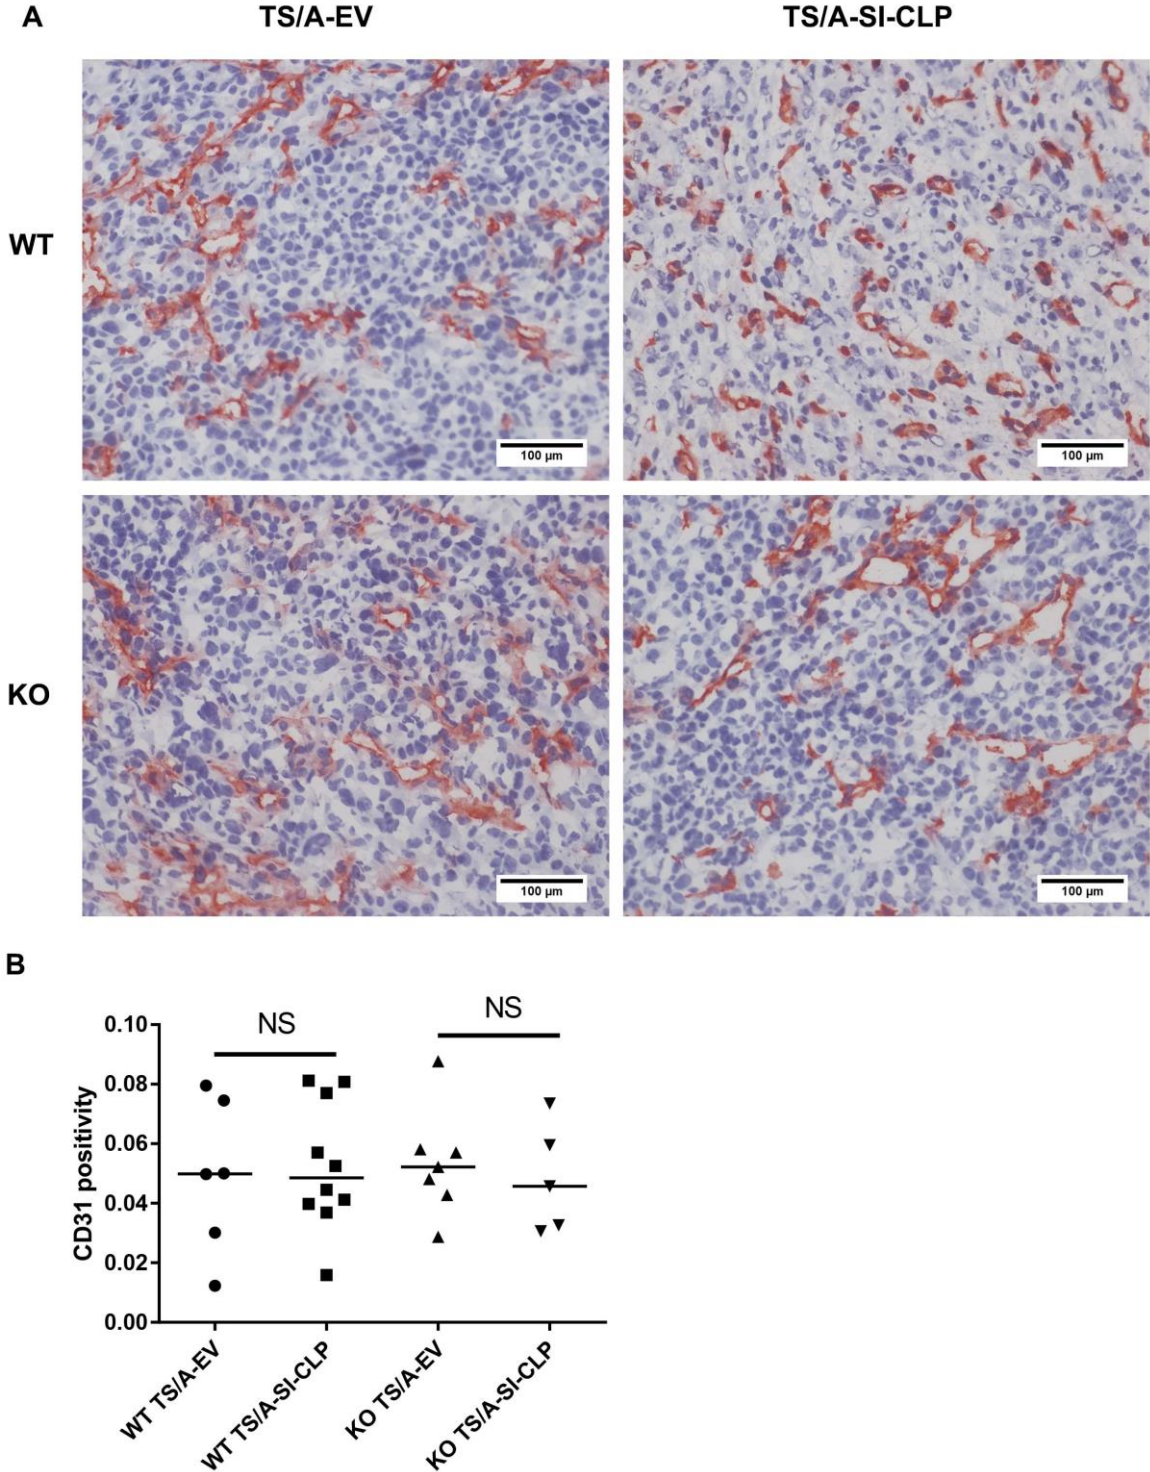 A
TS/A-EV
TS/A-SI-CLP
WT
100 µm
100 µm
KO
100 µm
100 µm
B
NS
NS
CD31 positivity
0.10
0.08
0.06
0.04
0.02
0.00
WT TS/A-EV
WT TS/A-SI-CLP
KO TS/A-EV
KO TS/A-SI-CLP